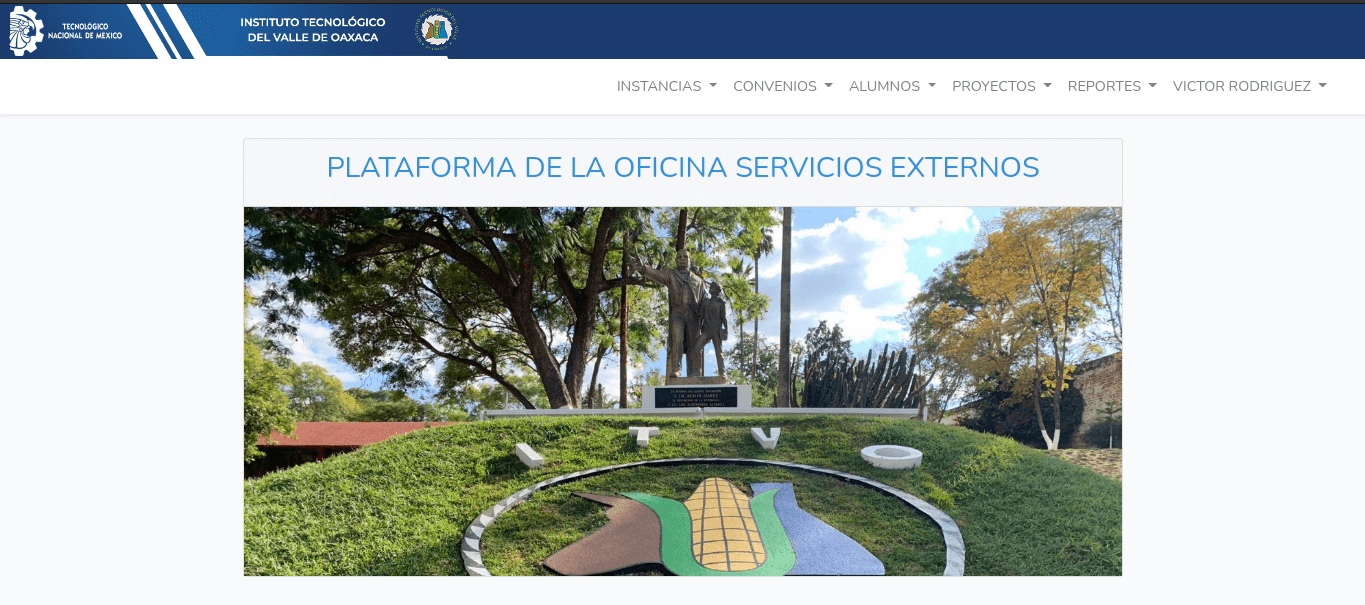 TECNOLÓGICO
NACIONAL DE MÉXICO
INSTITUTO TECNOLÓGICO
DEL VALLE DE OAXACA
INSTANCIAS
CONVENIOS
ALUMNOS
PROYECTOS
REPORTES
VICTOR RODRIGUEZ
PLATAFORMA DE LA OFICINA SERVICIOS EXTERNOS
I T V O